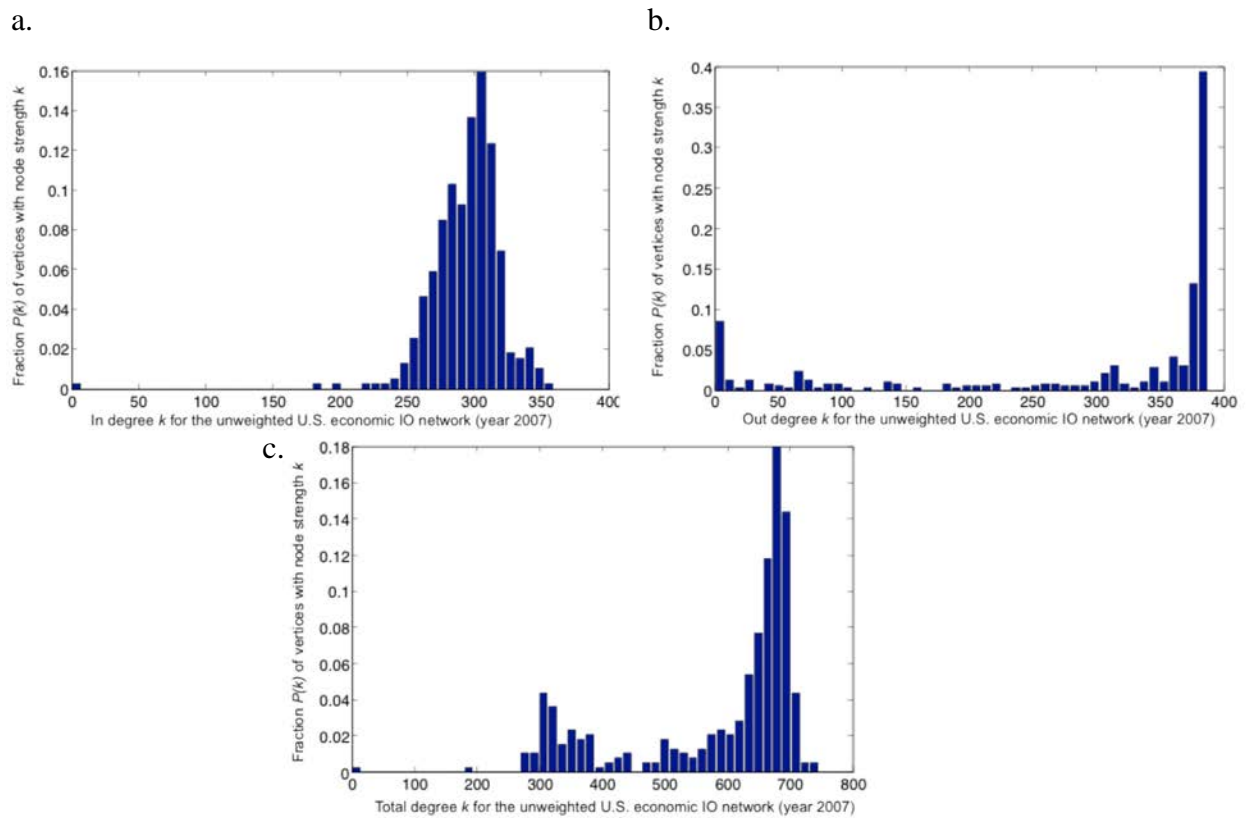 a.
b.
Fraction P(k) of vertices with node strength k
0.16
0.14
0.12
0.1
0.08
0.06
0.04
0.02
0
0 50 100 150 200 250 300 350 40
In degree k for the unweighted U.S. economic IO network (year 2007)
Fraction P(k) of vertices with node strength k
0.4
0.35
0.3
0.25
0.2
0.15
0.1
0.05
0
0 50 100 150 200 250 300 350 400
Out degree k for the unweighted U.S. economic IO network (year 2007)
c.
Fraction P(k) of vertices with node strength k
0.18
0.16
0.14
0.12
0.1
0.08
0.06
0.04
0.02
0
0 100 200 300 400 500 600 700 800
Total degree k for the unweighted U.S. economic IO network (year 2007)